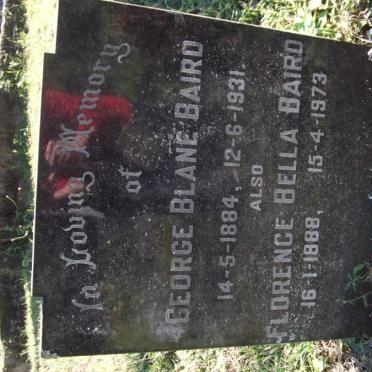 In Loving Memory
of
GEORGE BLANE BAIRD
14-5-1884, 12-6-1931.
ALSO
FLORENCE BELLA BAIRD
16-1-1888, 15-4-1973